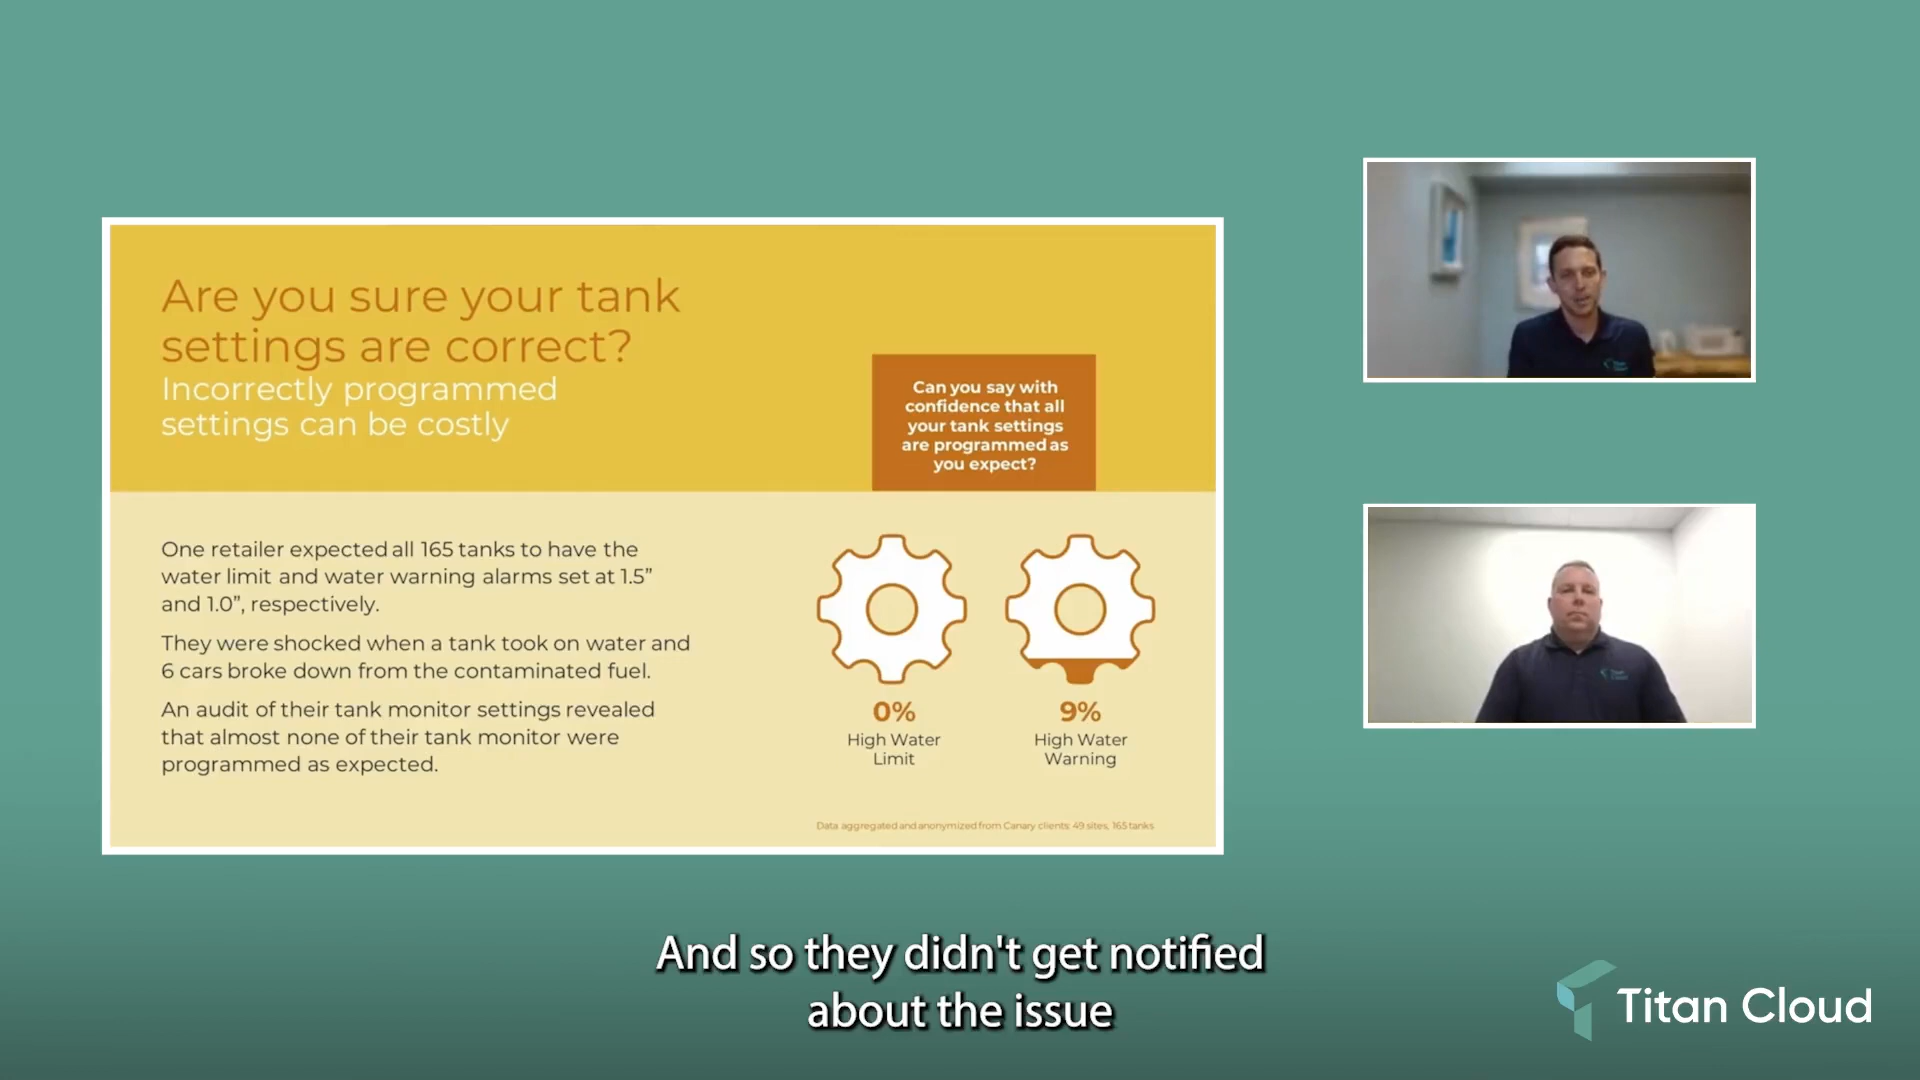 Are you sure your tank
settings are correct?
Incorrectly programmed
settings can be costly
Can you say with
confidence that all
your tank settings
are programmed as
you expect?
One retailer expected all 165 tanks to have the
water limit and water warning alarms set at 1.5”
and 1.0”, respectively.
They were shocked when a tank took on water and
6 cars broke down from the contaminated fuel.
An audit of their tank monitor settings revealed
that almost none of their tank monitor were
programmed as expected.
0%
High Water
Limit
9%
High Water
Warning
Data aggregated and anonymized from Canary clients: 49 sites, 165 tanks
And so they didn't get notified
about the issue
Titan Cloud